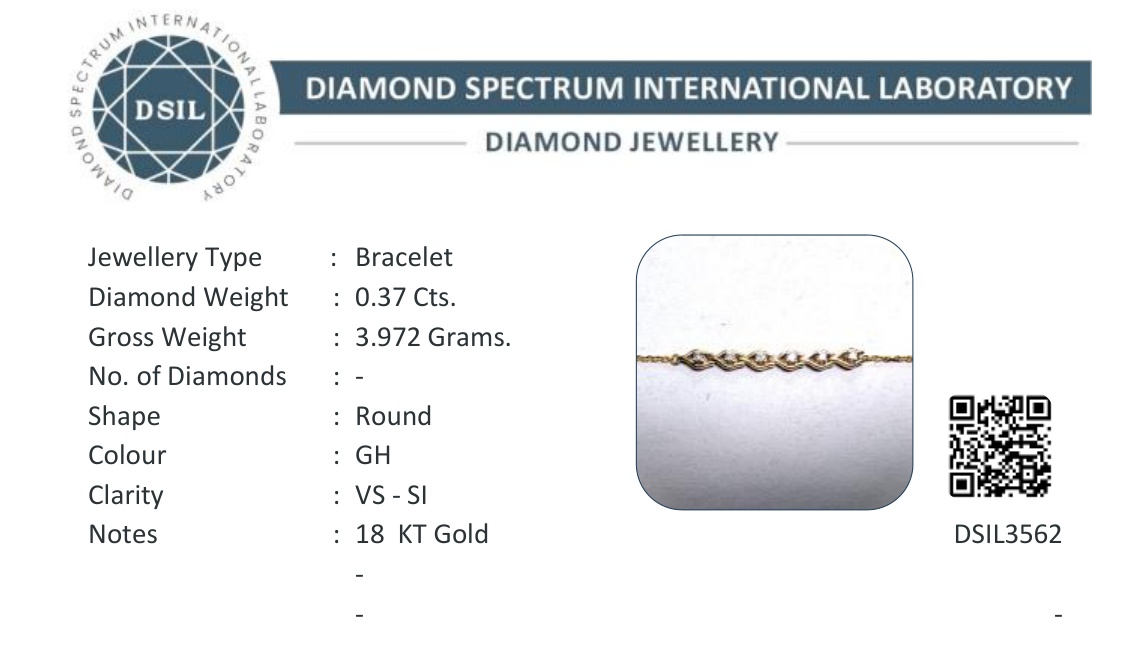 DIAMOND SPECTRUM INTERNATIONAL LABORATORY
DSIL
DIAMOND SPECTRUM INTERNATIONAL LABORATORY
DIAMOND JEWELLERY
Jewellery Type : Bracelet
Diamond Weight : 0.37 Cts.
Gross Weight : 3.972 Grams.
No. of Diamonds : -
Shape : Round
Colour : GH
Clarity : VS - SI
Notes : 18 KT Gold
DSIL3562
-
- -